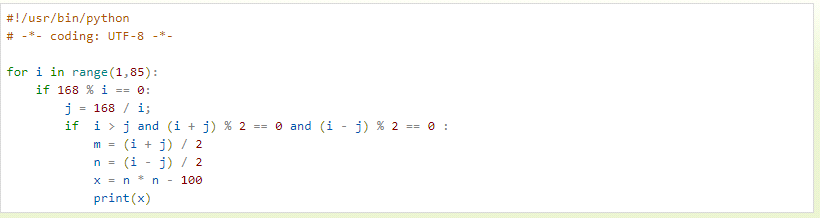 #!/usr/bin/python
# -*- coding: UTF-8 -*-

for i in range(1,85):
    if 168 % i == 0:
        j = 168 / i;
        if  i > j and (i + j) % 2 == 0 and (i - j) % 2 == 0 :
            m = (i + j) / 2
            n = (i - j) / 2
            x = n * n - 100
            print(x)